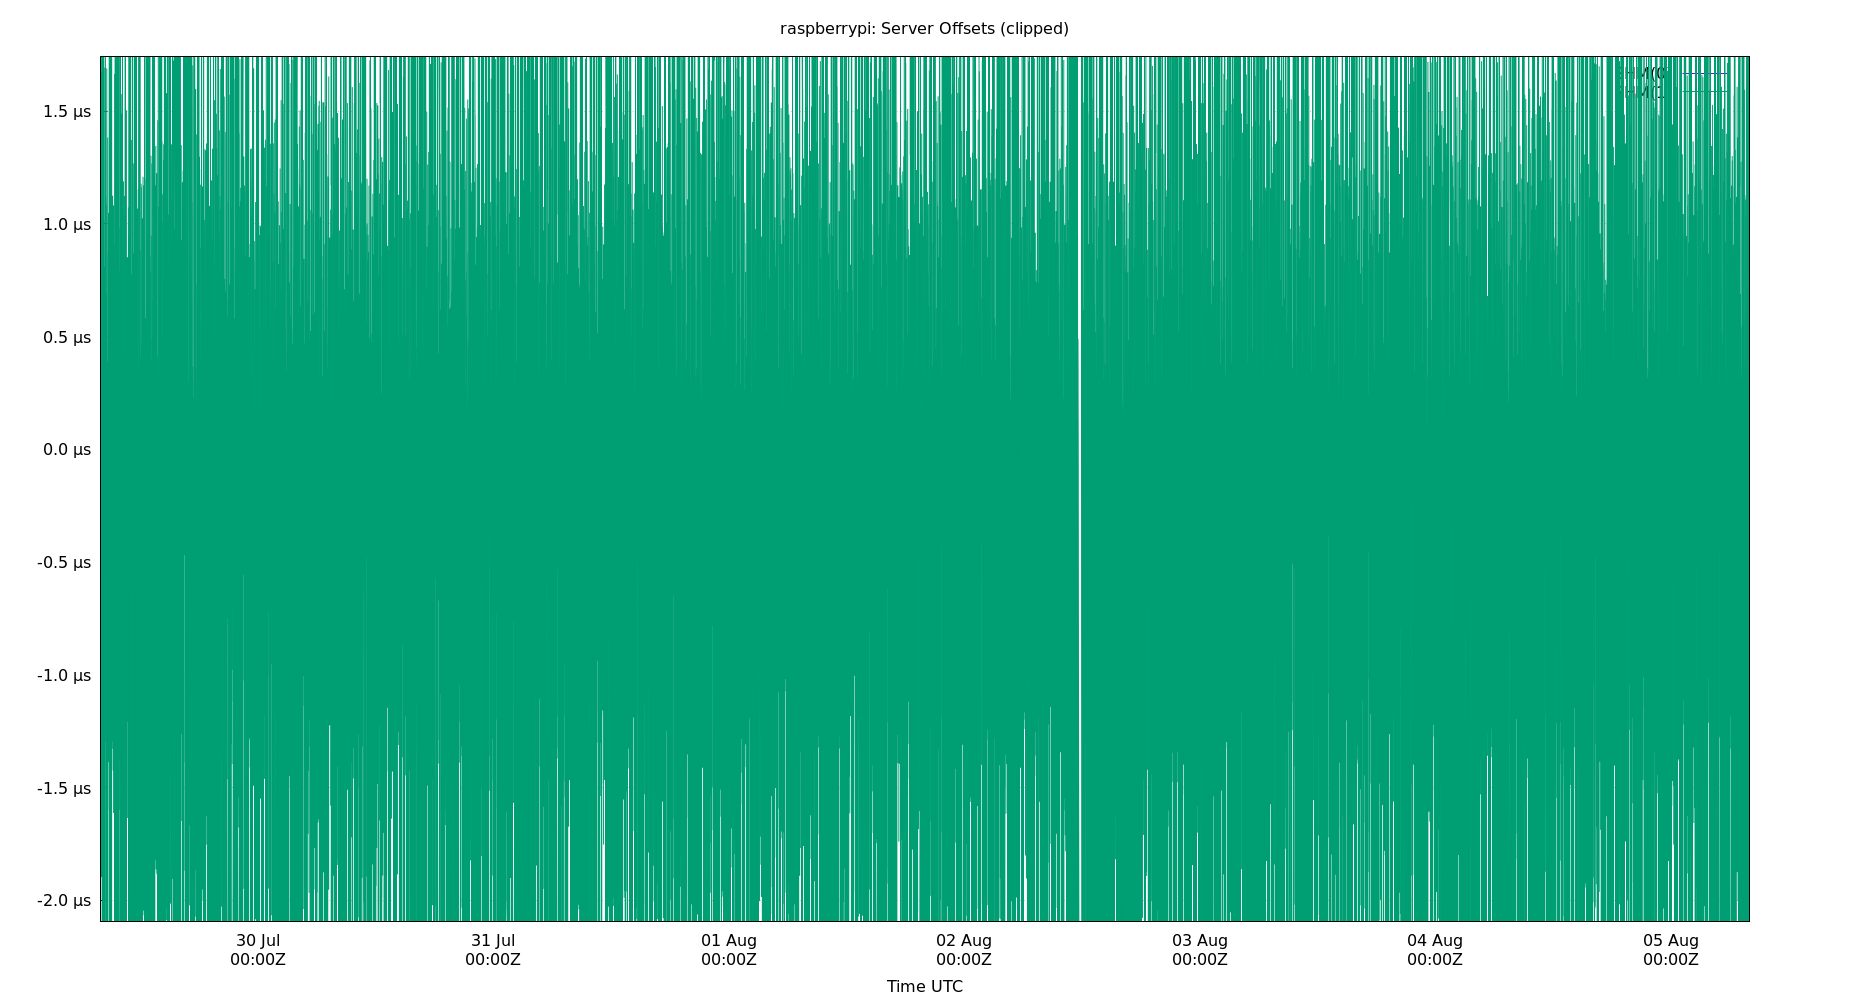 raspberrypi: Server Offsets (clipped)
1.5 µs
1.0 µs
0.5 µs
0.0 µs
-0.5 µs
-1.0 µs
-1.5 µs
-2.0 µs
30 Jul
00:00Z
31 Jul
00:00Z
01 Aug
00:00Z
02 Aug
00:00Z
03 Aug
00:00Z
04 Aug
00:00Z
05 Aug
00:00Z
Time UTC